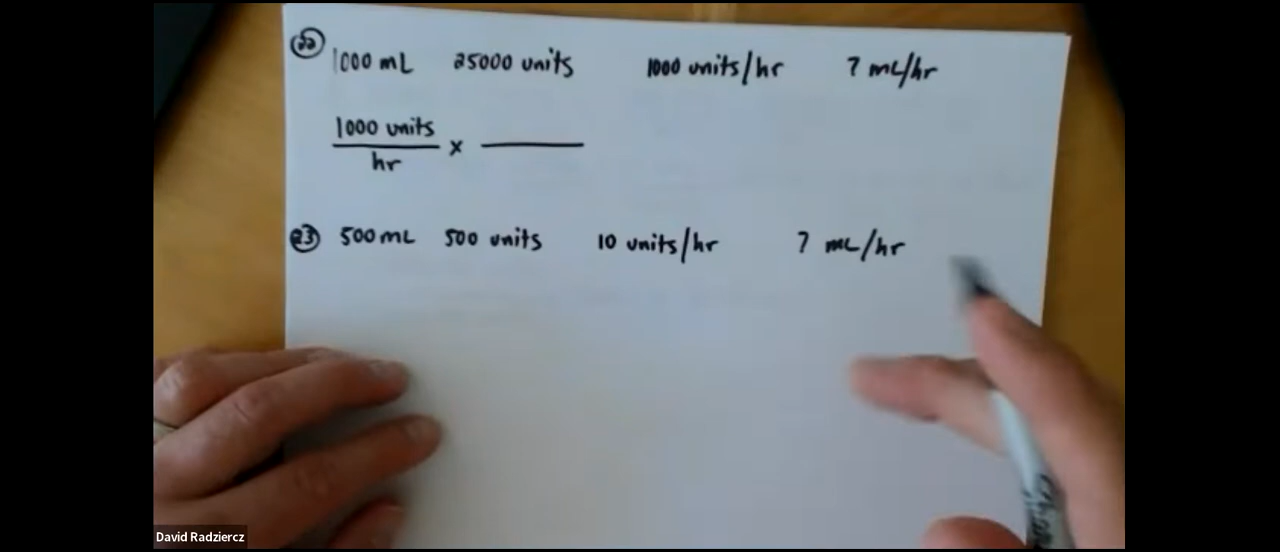 22 1000 mL 25000 units 1000 units/hr ? mL/hr
1000 units
hr
x
23 500 mL 500 units 10 units/hr ? mL/hr
David Radziercz